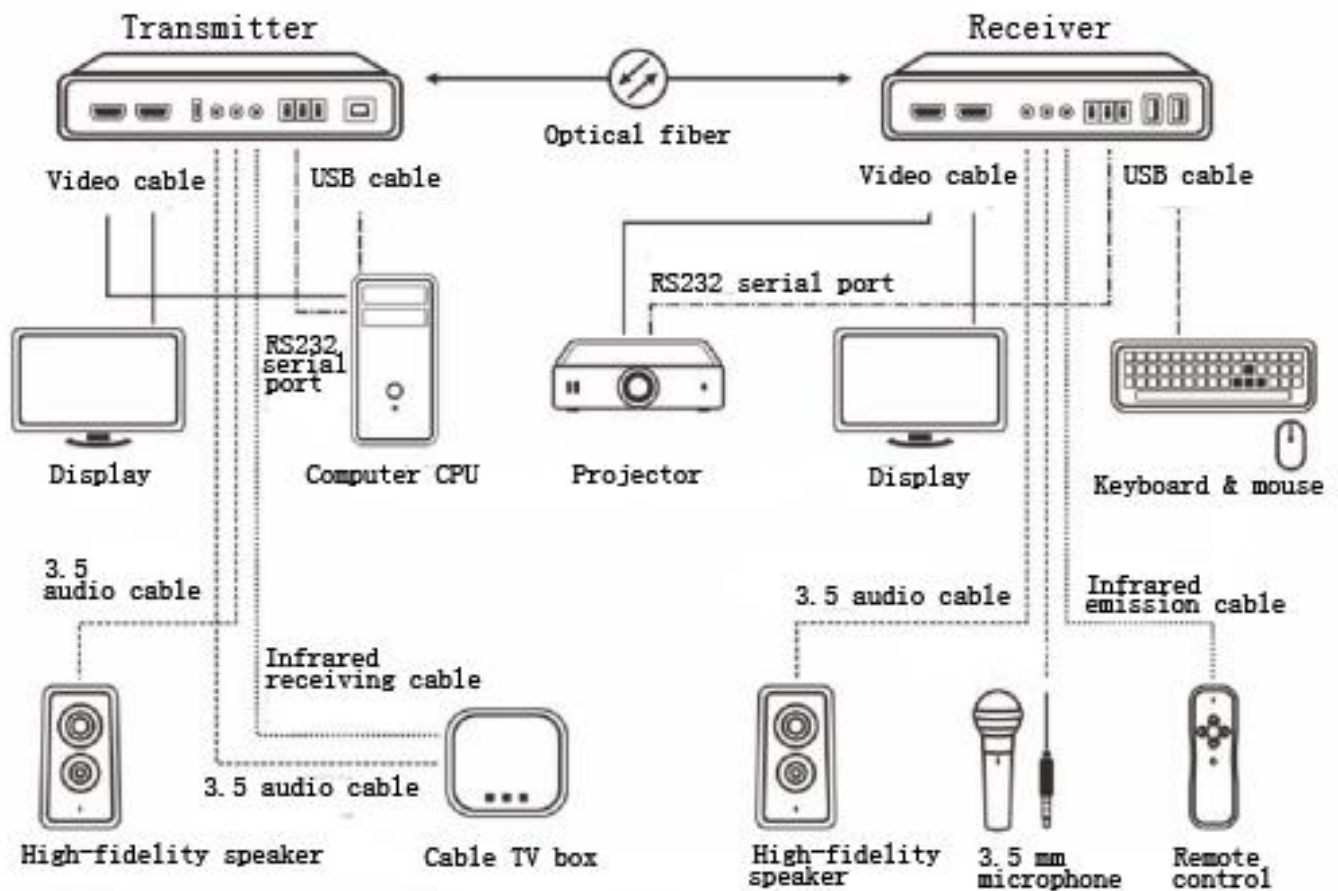 Transmitter
Receiver
Optical fiber
Video cable
USB cable
Video cable
USB cable
RS232 serial port
RS232
serial
port
Display
Computer CPU
Projector
Display
Keyboard & mouse
3.5
audio cable
3.5 audio cable
Infrared
emission cable
Infrared
receiving cable
3.5 audio cable
High-fidelity speaker
Cable TV box
High-fidelity
speaker
3.5 mm
microphone
Remote
control